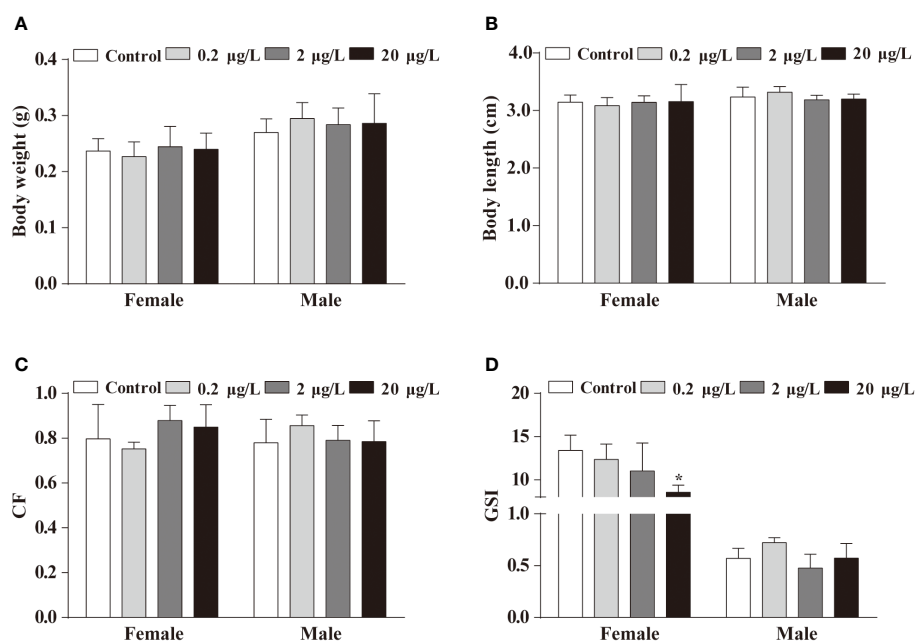 A
Control 0.2 μg/L 2 μg/L 20 μg/L
Body weight (g)
0.4
0.3
0.2
0.1
0.0
Female Male
B
Control 0.2 μg/L 2 μg/L 20 μg/L
Body length (cm)
4.0
3.0
2.0
1.0
0.0
Female Male
C
Control 0.2 μg/L 2 μg/L 20 μg/L
CF
1.0
0.8
0.6
0.4
0.2
0.0
Female Male
D
Control 0.2 μg/L 2 μg/L 20 μg/L
GSI
20
15
10
1.0
0.5
0.0
*
Female Male